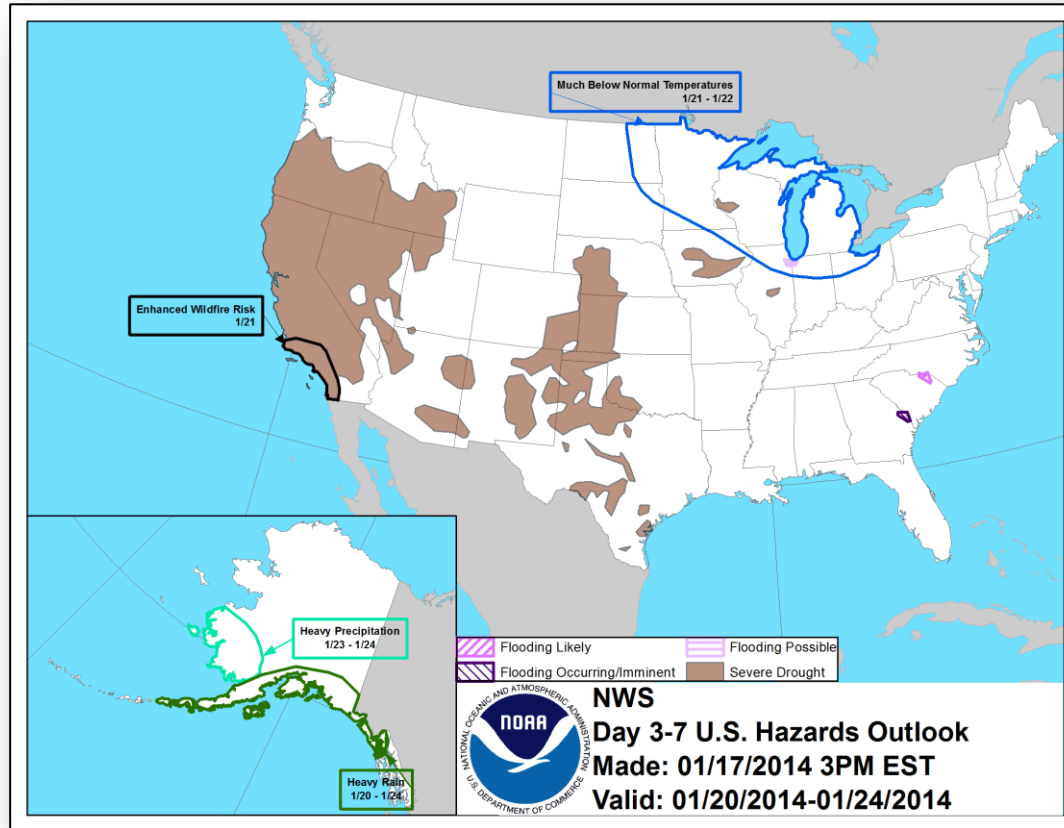 Much Below Normal Temperatures
1/21 - 1/22
Enhanced Wildfire Risk
1/21
Heavy Precipitation
1/23 - 1/24
Heavy Rain
1/20 - 1/24
Flooding Likely
Flooding Possible
Flooding Occurring/Imminent
Severe Drought
NATIONAL OCEANIC AND ATMOSPHERIC ADMINISTRATION
NOAA
U.S. DEPARTMENT OF COMMERCE
NWS
Day 3-7 U.S. Hazards Outlook
Made: 01/17/2014 3PM EST
Valid: 01/20/2014-01/24/2014